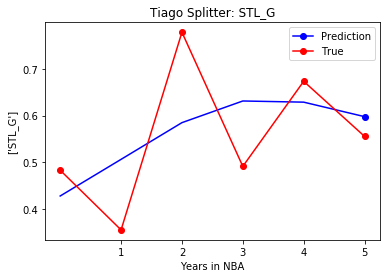 Tiago Splitter: STL_G
Prediction
True
['STL_G']
0.7
0.6
0.5
0.4
1 2 3 4 5
Years in NBA